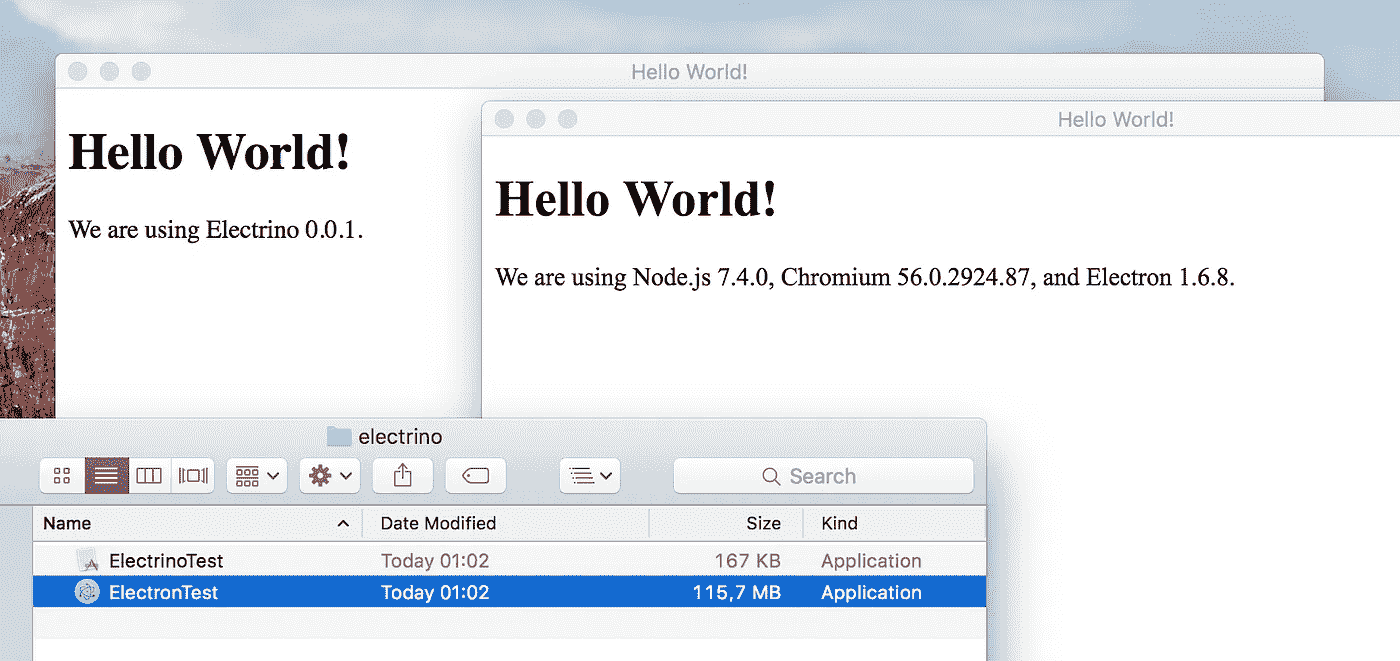 Hello World!
Hello World!
We are using Electrino 0.0.1.
Hello World!
Hello World!
We are using Node.js 7.4.0, Chromium 56.0.2924.87, and Electron 1.6.8.
electrino
Search
Name Date Modified Size Kind
ElectrinoTest Today 01:02 167 KB Application
ElectronTest Today 01:02 115,7 MB Application